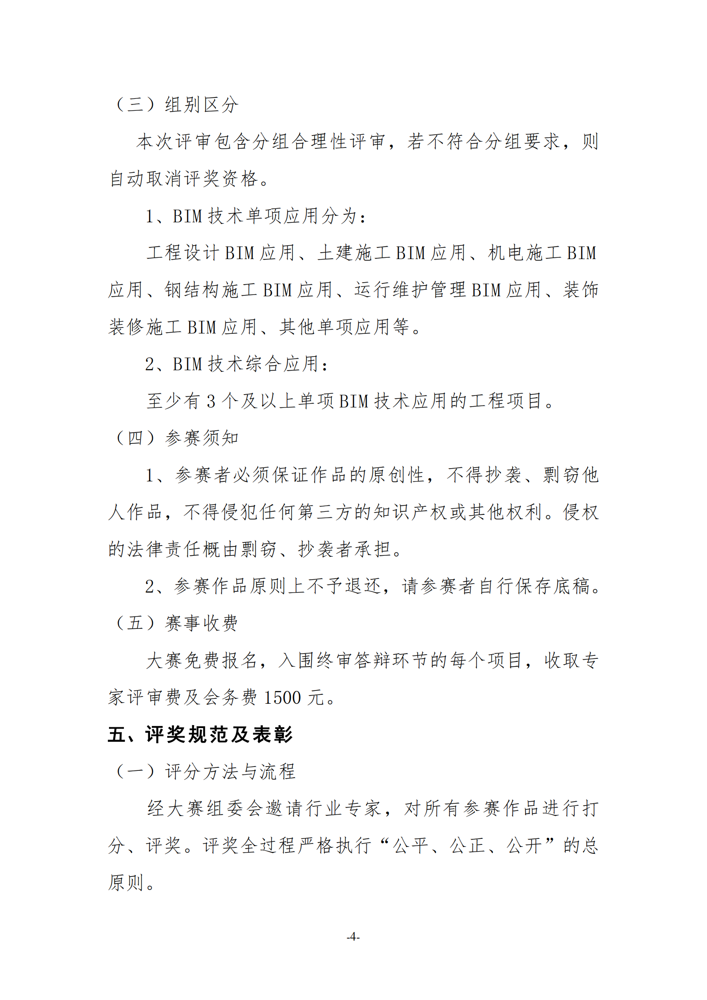 （三）组别区分
本次评审包含分组合理性评审，若不符合分组要求，则
自动取消评奖资格。
1、BIM 技术单项应用分为：
工程设计 BIM 应用、土建施工 BIM 应用、机电施工 BIM
应用、钢结构施工 BIM 应用、运行维护管理 BIM 应用、装饰
装修施工 BIM 应用、其他单项应用等。
2、BIM 技术综合应用：
至少有 3 个及以上单项 BIM 技术应用的工程项目。
（四）参赛须知
1、参赛者必须保证作品的原创性，不得抄袭、剽窃他
人作品，不得侵犯任何第三方的知识产权或其他权利。侵权
的法律责任概由剽窃、抄袭者承担。
2、参赛作品原则上不予退还，请参赛者自行保存底稿。
（五）赛事收费
大赛免费报名，入围终审答辩环节的每个项目，收取专
家评审费及会务费 1500 元。
五、评奖规范及表彰
（一）评分方法与流程
经大赛组委会邀请行业专家，对所有参赛作品进行打
分、评奖。评奖全过程严格执行“公平、公正、公开”的总
原则。
-4-